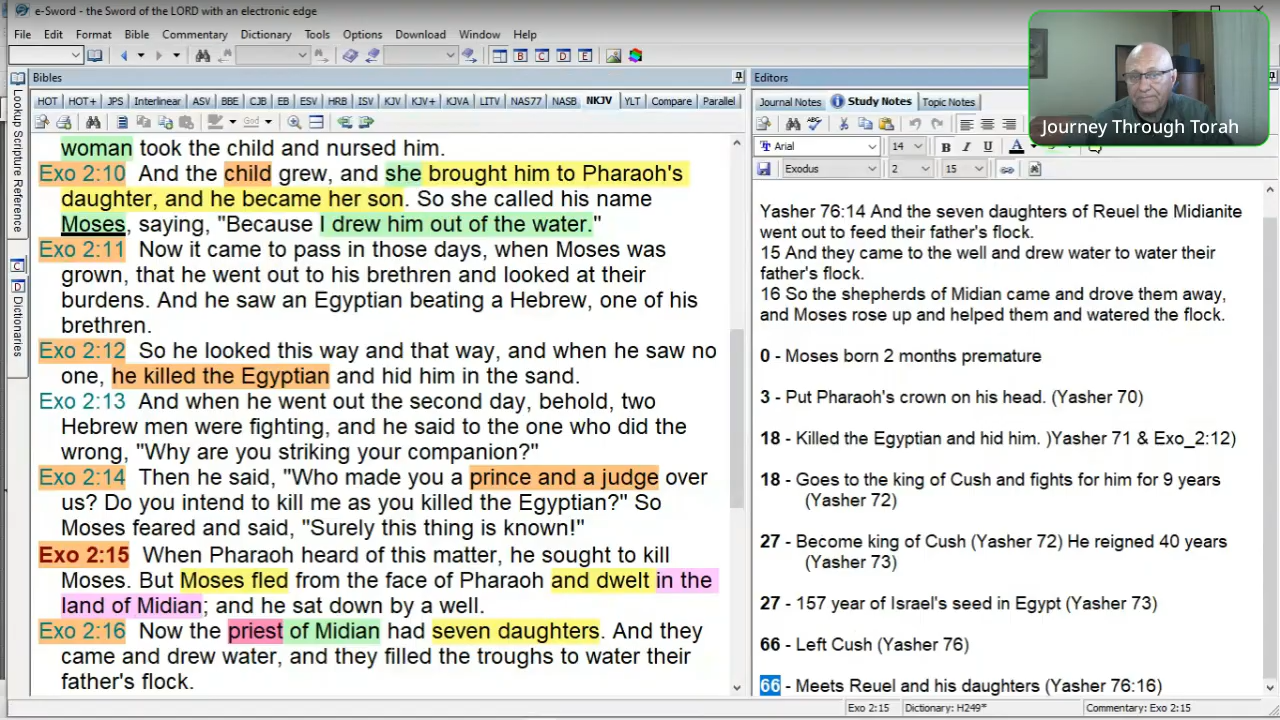 e-Sword - the Sword of the LORD with an electronic edge
File Edit Format Bible Commentary Dictionary Tools Options Download Window Help
Bibles
HOT HOT+ JPS Interlinear ASV BBE CJB EB ESV HRB ISV KJV KJV+ KJVA LITV NAS77 NASB NKJV YLT Compare Parallel
Lookup Scripture Reference
Dictionaries
woman took the child and nursed him.
Exo 2:10 And the child grew, and she brought him to Pharaoh's
daughter, and he became her son. So she called his name
Moses, saying, "Because I drew him out of the water."
Exo 2:11 Now it came to pass in those days, when Moses was
grown, that he went out to his brethren and looked at their
burdens. And he saw an Egyptian beating a Hebrew, one of his
brethren.
Exo 2:12 So he looked this way and that way, and when he saw no
one, he killed the Egyptian and hid him in the sand.
Exo 2:13 And when he went out the second day, behold, two
Hebrew men were fighting, and he said to the one who did the
wrong, "Why are you striking your companion?"
Exo 2:14 Then he said, "Who made you a prince and a judge over
us? Do you intend to kill me as you killed the Egyptian?" So
Moses feared and said, "Surely this thing is known!"
Exo 2:15 When Pharaoh heard of this matter, he sought to kill
Moses. But Moses fled from the face of Pharaoh and dwelt in the
land of Midian; and he sat down by a well.
Exo 2:16 Now the priest of Midian had seven daughters. And they
came and drew water, and they filled the troughs to water their
father's flock.
Editors
Journal Notes Study Notes Topic Notes
Arial 14 B I U A
Exodus 2 15
Yasher 76:14 And the seven daughters of Reuel the Midianite
went out to feed their father's flock.
15 And they came to the well and drew water to water their
father's flock.
16 So the shepherds of Midian came and drove them away,
and Moses rose up and helped them and watered the flock.
0 - Moses born 2 months premature
3 - Put Pharaoh's crown on his head. (Yasher 70)
18 - Killed the Egyptian and hid him. )Yasher 71 & Exo_2:12)
18 - Goes to the king of Cush and fights for him for 9 years
(Yasher 72)
27 - Become king of Cush (Yasher 72) He reigned 40 years
(Yasher 73)
27 - 157 year of Israel's seed in Egypt (Yasher 73)
66 - Left Cush (Yasher 76)
66 - Meets Reuel and his daughters (Yasher 76:16)
Journey Through Torah
Exo 2:15 Dictionary: H249* Commentary: Exo 2:15